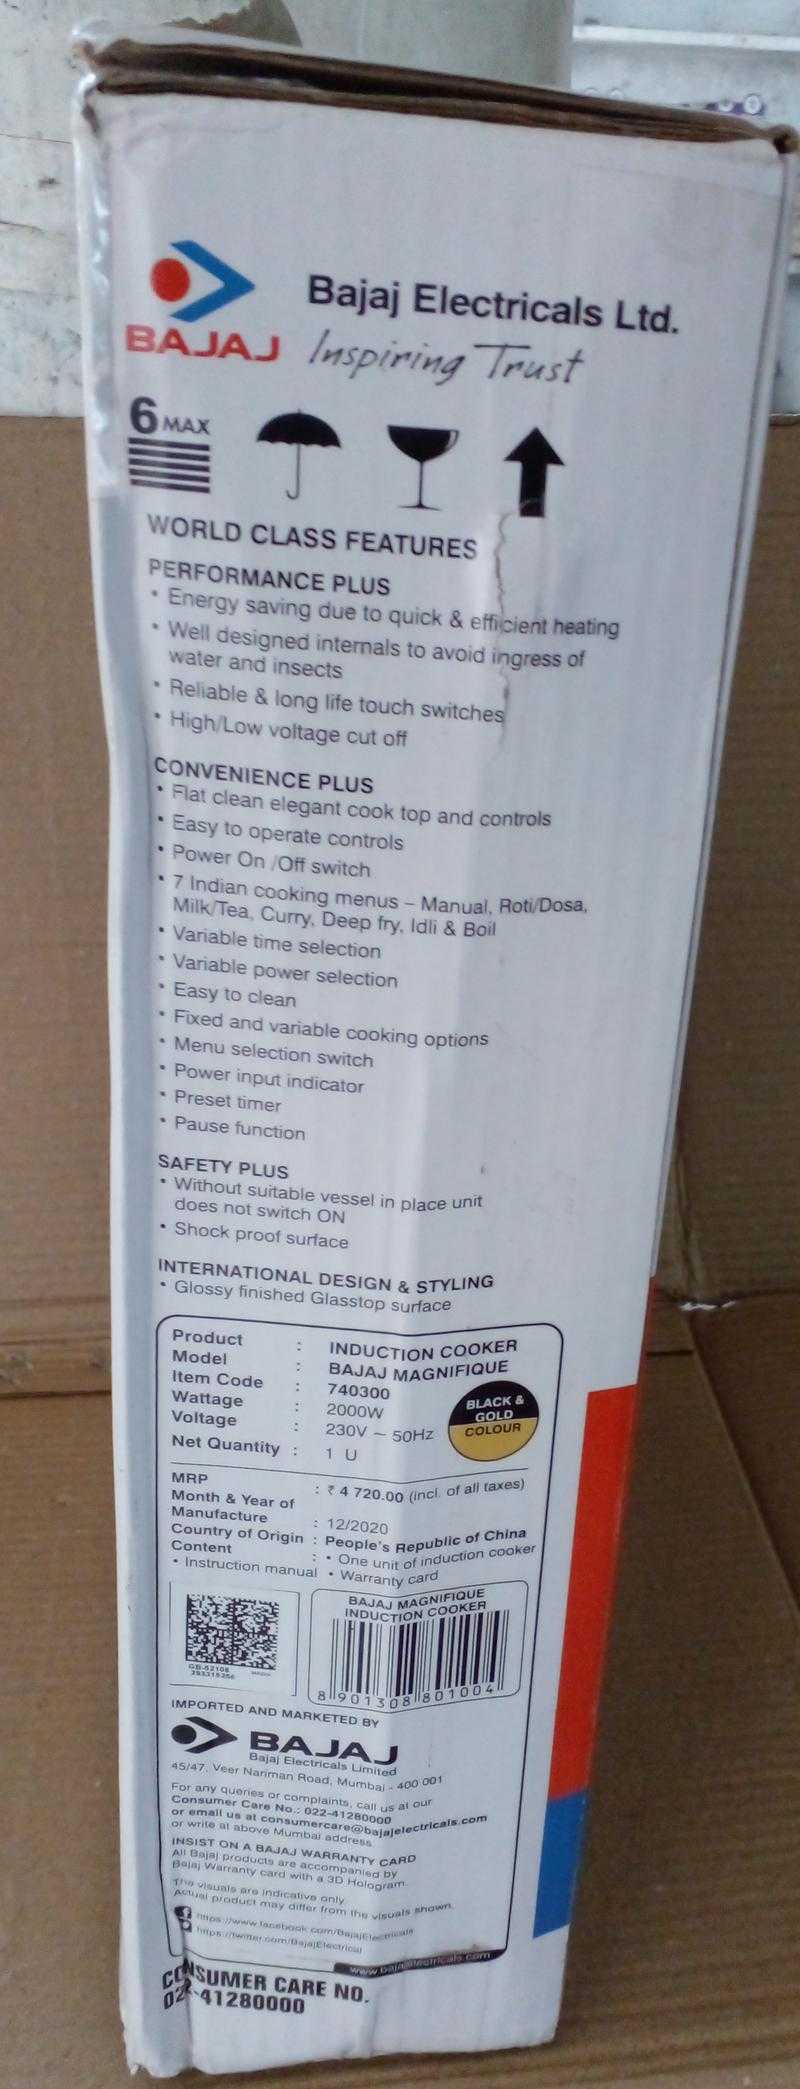 BAJAJ
Bajaj Electricals Ltd.
Inspiring Trust
6 MAX
WORLD CLASS FEATURES
PERFORMANCE PLUS
• Energy saving due to quick & efficient heating
• Well designed internals to avoid ingress of
water and insects
• Reliable & long life touch switches
• High/Low voltage cut off
CONVENIENCE PLUS
• Flat clean elegant cook top and controls
• Easy to operate controls
• Power On /Off switch
• 7 Indian cooking menus – Manual, Roti/Dosa,
Milk/Tea, Curry, Deep fry, Idli & Boil
• Variable time selection
• Variable power selection
• Easy to clean
• Fixed and variable cooking options
• Menu selection switch
• Power input indicator
• Preset timer
• Pause function
SAFETY PLUS
• Without suitable vessel in place unit
does not switch ON
• Shock proof surface
INTERNATIONAL DESIGN & STYLING
• Glossy finished Glasstop surface
Product : INDUCTION COOKER
Model : BAJAJ MAGNIFIQUE
Item Code : 740300
Wattage : 2000W
Voltage : 230V ~ 50Hz
Net Quantity : 1 U
BLACK &
GOLD
COLOUR
MRP : ₹ 4 720.00 (incl. of all taxes)
Month & Year of
Manufacture : 12/2020
Country of Origin : People's Republic of China
Content : • One unit of induction cooker
• Instruction manual • Warranty card
BAJAJ MAGNIFIQUE
INDUCTION COOKER
8 901308 801004
IMPORTED AND MARKETED BY
BAJAJ
Bajaj Electricals Limited
45/47, Veer Nariman Road, Mumbai - 400 001
For any queries or complaints, call us at our
Consumer Care No.: 022-41280000
or email us at consumercare@bajajelectricals.com
or write at above Mumbai address
INSIST ON A BAJAJ WARRANTY CARD
All Bajaj products are accompanied by
Bajaj Warranty card with a 3D Hologram.
The visuals are indicative only
Actual product may differ from the visuals shown.
https://www.facebook.com/BajajElectricals
https://twitter.com/BajajElectrical
www.bajajelectricals.com
CONSUMER CARE NO.
022-41280000